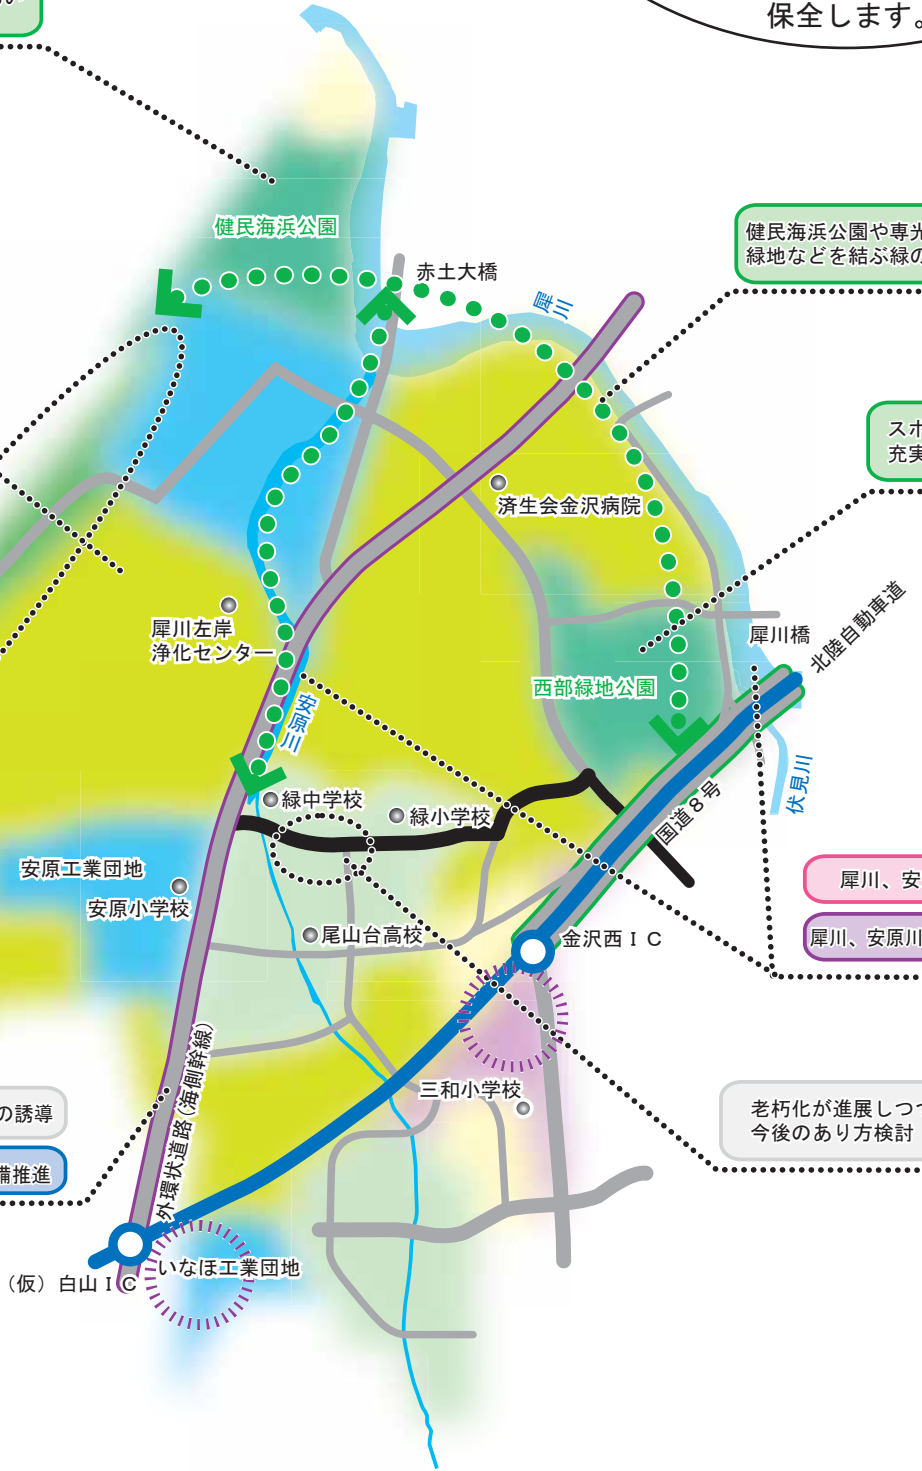 保全します。
健民海浜公園
赤土大橋
犀川
健民海浜公園や専光
緑地などを結ぶ緑の
スポ
充実
済生会金沢病院
犀川左岸
浄化センター
犀川橋
北陸自動車道
西部緑地公園
安原川
伏見川
国道8号
緑中学校
緑小学校
安原工業団地
安原小学校
犀川、安
犀川、安原川
尾山台高校
金沢西IC
外環状道路(海側幹線)
三和小学校
の誘導
備推進
老朽化が進展しつつ
今後のあり方検討
いなほ工業団地
(仮)白山IC